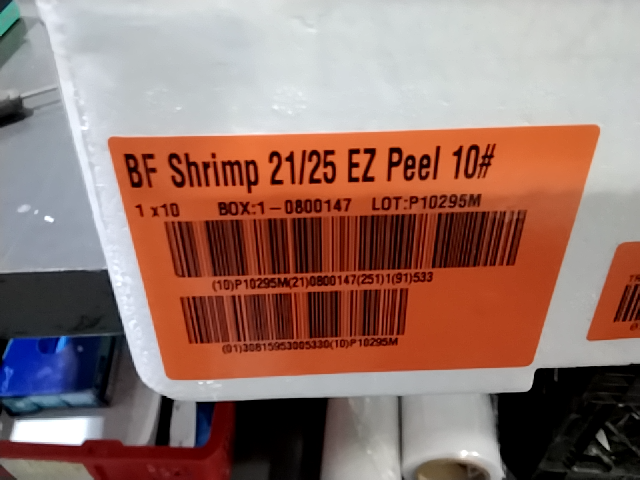 BF Shrimp 21/25 EZ Peel 10#
1 x10 BOX:1-0800147 LOT:P10295M
(10)P10295M(21)0800147(251)1(91)533
(01)30815953005330(10)P10295M